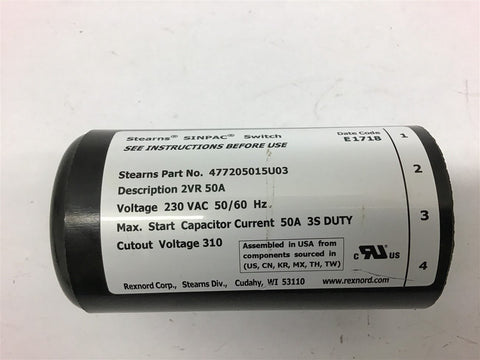 Stearns® SINPAC® Switch
SEE INSTRUCTIONS BEFORE USE
Date Code
E171B
Stearns Part No. 477205015U03
Description 2VR 50A
Voltage 230 VAC 50/60 Hz
Max. Start Capacitor Current 50A 3S DUTY
Cutout Voltage 310
Assembled in USA from
components sourced in
(US, CN, KR, MX, TH, TW)
Rexnord Corp., Stearns Div., Cudahy, WI 53110
www.rexnord.com
c RU US
1
2
3
4